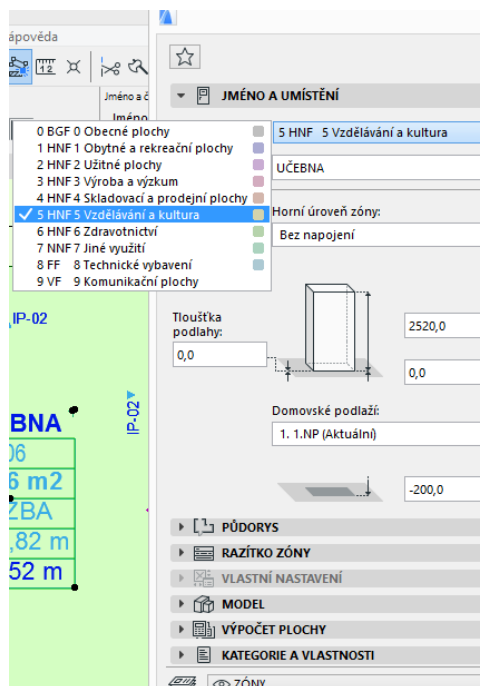 ápověda
Jméno a č
Jméno
JMÉNO A UMÍSTĚNÍ
0 BGF 0 Obecné plochy
1 HNF 1 Obytné a rekreační plochy
2 HNF 2 Užitné plochy
3 HNF 3 Výroba a výzkum
4 HNF 4 Skladovací a prodejní plochy
5 HNF 5 Vzdělávání a kultura
6 HNF 6 Zdravotnictví
7 NNF 7 Jiné využití
8 FF 8 Technické vybavení
9 VF 9 Komunikační plochy
5 HNF 5 Vzdělávání a kultura
UČEBNA
Horní úroveň zóny:
Bez napojení
IP-02
Tloušťka
podlahy:
0,0
2520,0
0,0
IP-02
Domovské podlaží:
1. 1.NP (Aktuální)
-200,0
BNA
06
6 m2
ŽBA
,82 m
52 m
PŮDORYS
RAZÍTKO ZÓNY
VLASTNÍ NASTAVENÍ
MODEL
VÝPOČET PLOCHY
KATEGORIE A VLASTNOSTI
ZÓNY